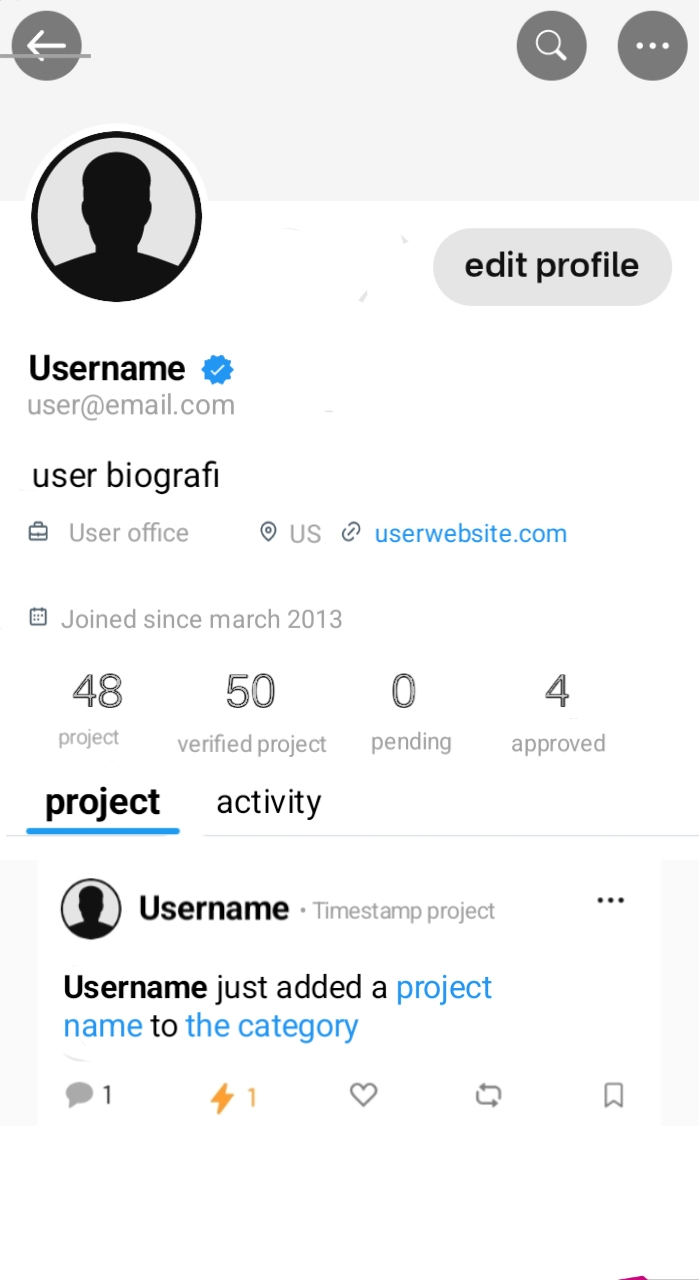 edit profile
Username
user@email.com
user biografi
User office US userwebsite.com
Joined since march 2013
48 50 0 4
project verified project pending approved
project activity
Username · Timestamp project
Username just added a project
name to the category
1 1